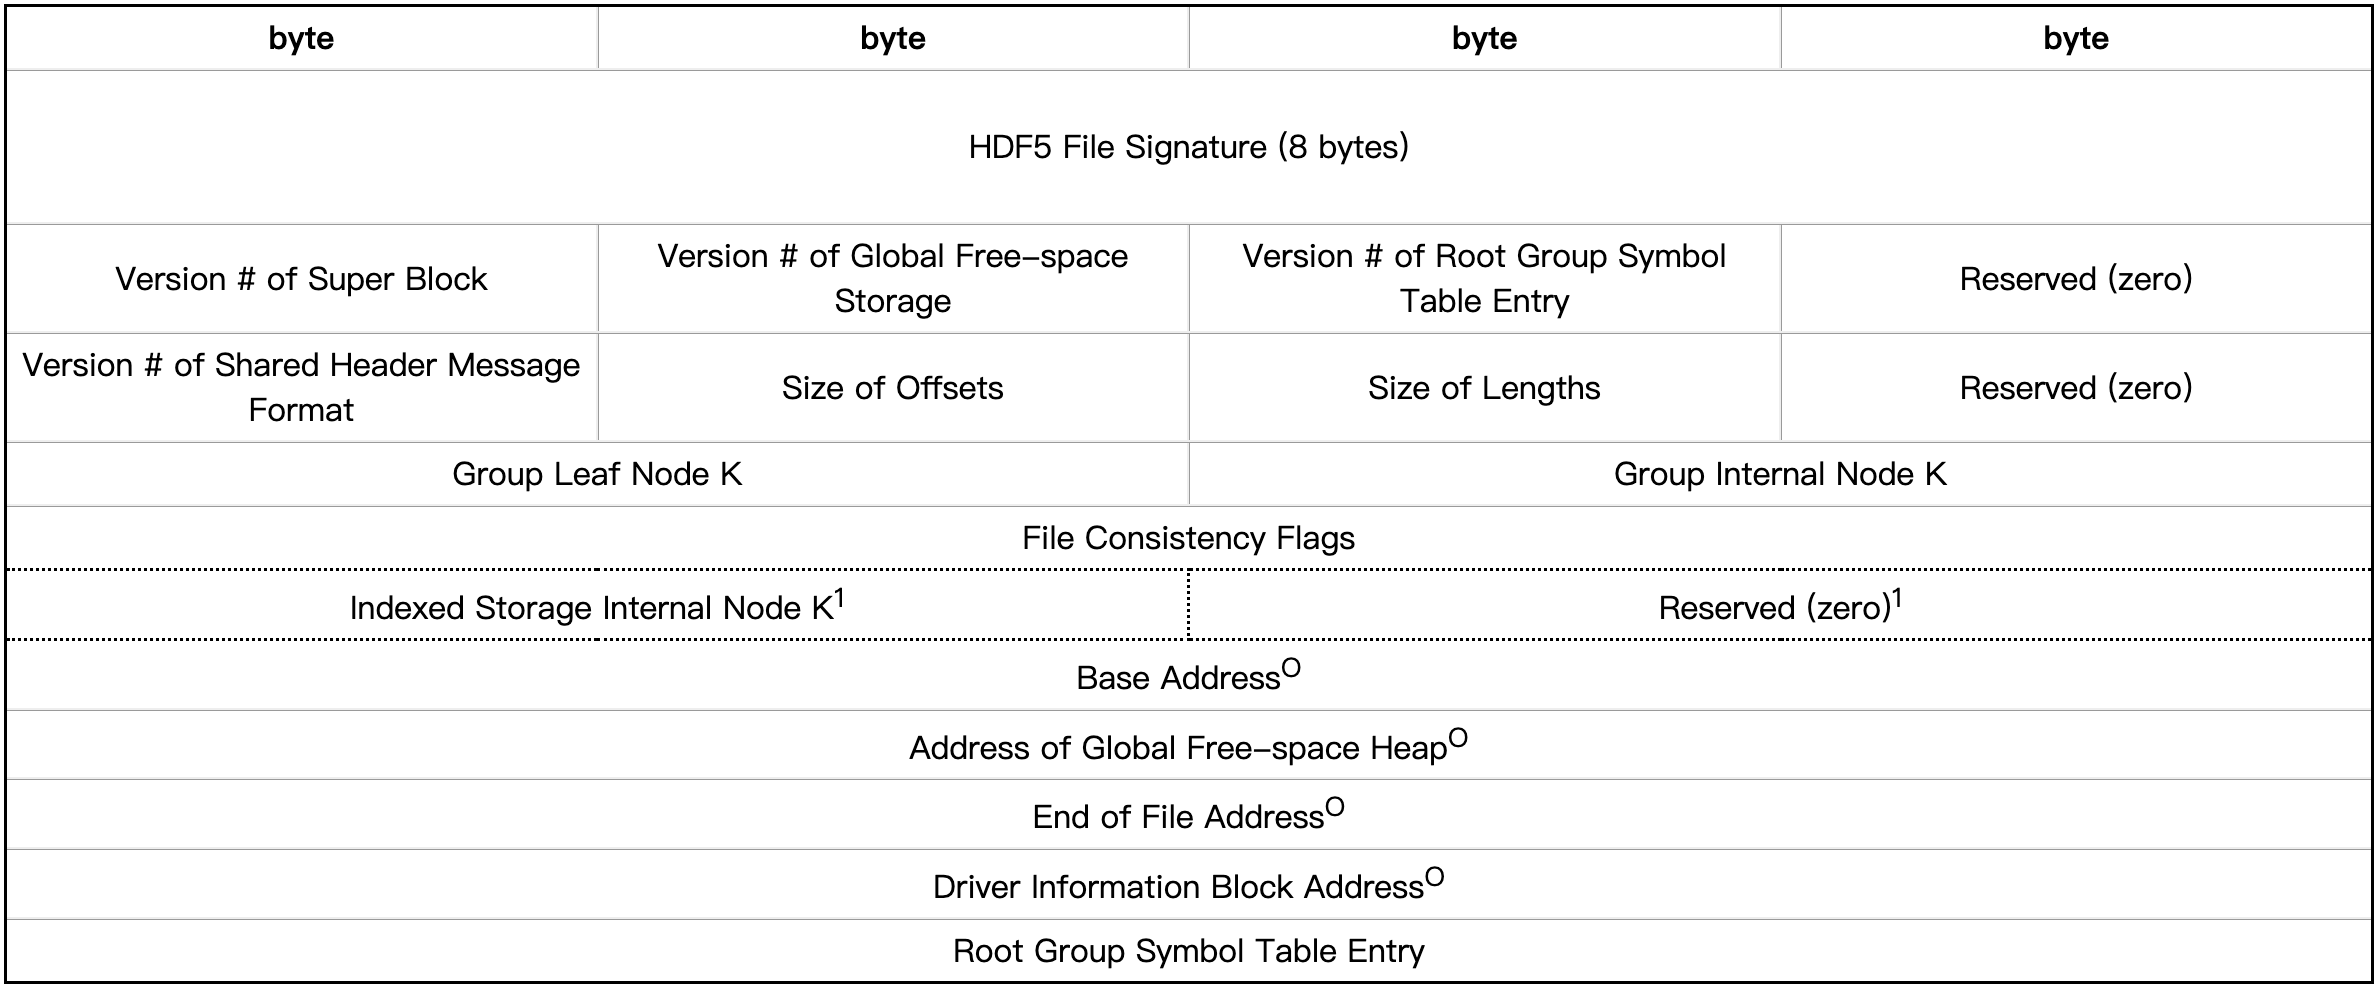 byte byte byte byte
HDF5 File Signature (8 bytes)
Version # of Super Block
Version # of Global Free–space
Storage
Version # of Root Group Symbol
Table Entry
Reserved (zero)
Version # of Shared Header Message
Format
Size of Offsets
Size of Lengths
Reserved (zero)
Group Leaf Node K
Group Internal Node K
File Consistency Flags
Indexed Storage Internal Node K¹
Reserved (zero)¹
Base Address^O
Address of Global Free–space Heap^O
End of File Address^O
Driver Information Block Address^O
Root Group Symbol Table Entry